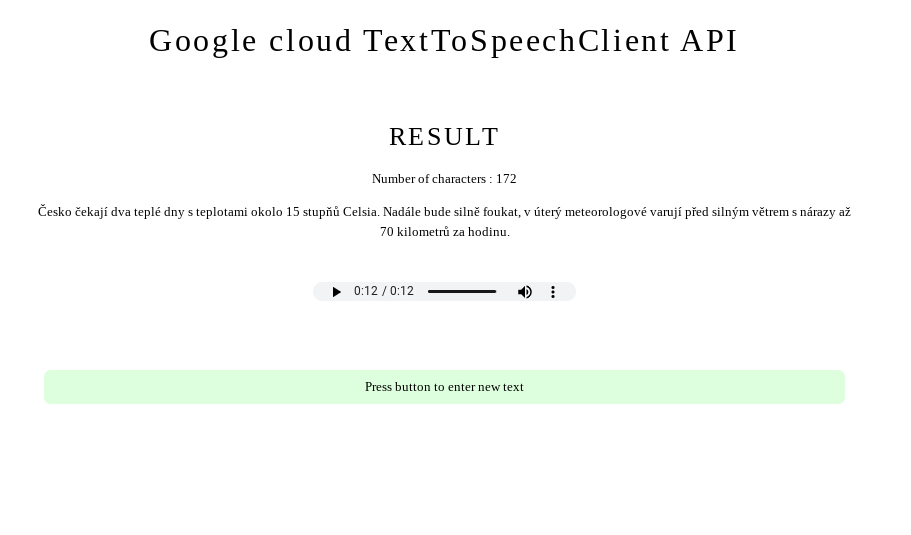 Google cloud TextToSpeechClient API
RESULT
Number of characters : 172
Česko čekají dva teplé dny s teplotami okolo 15 stupňů Celsia. Nadále bude silně foukat, v úterý meteorologové varují před silným větrem s nárazy až
70 kilometrů za hodinu.
0:12 / 0:12
Press button to enter new text